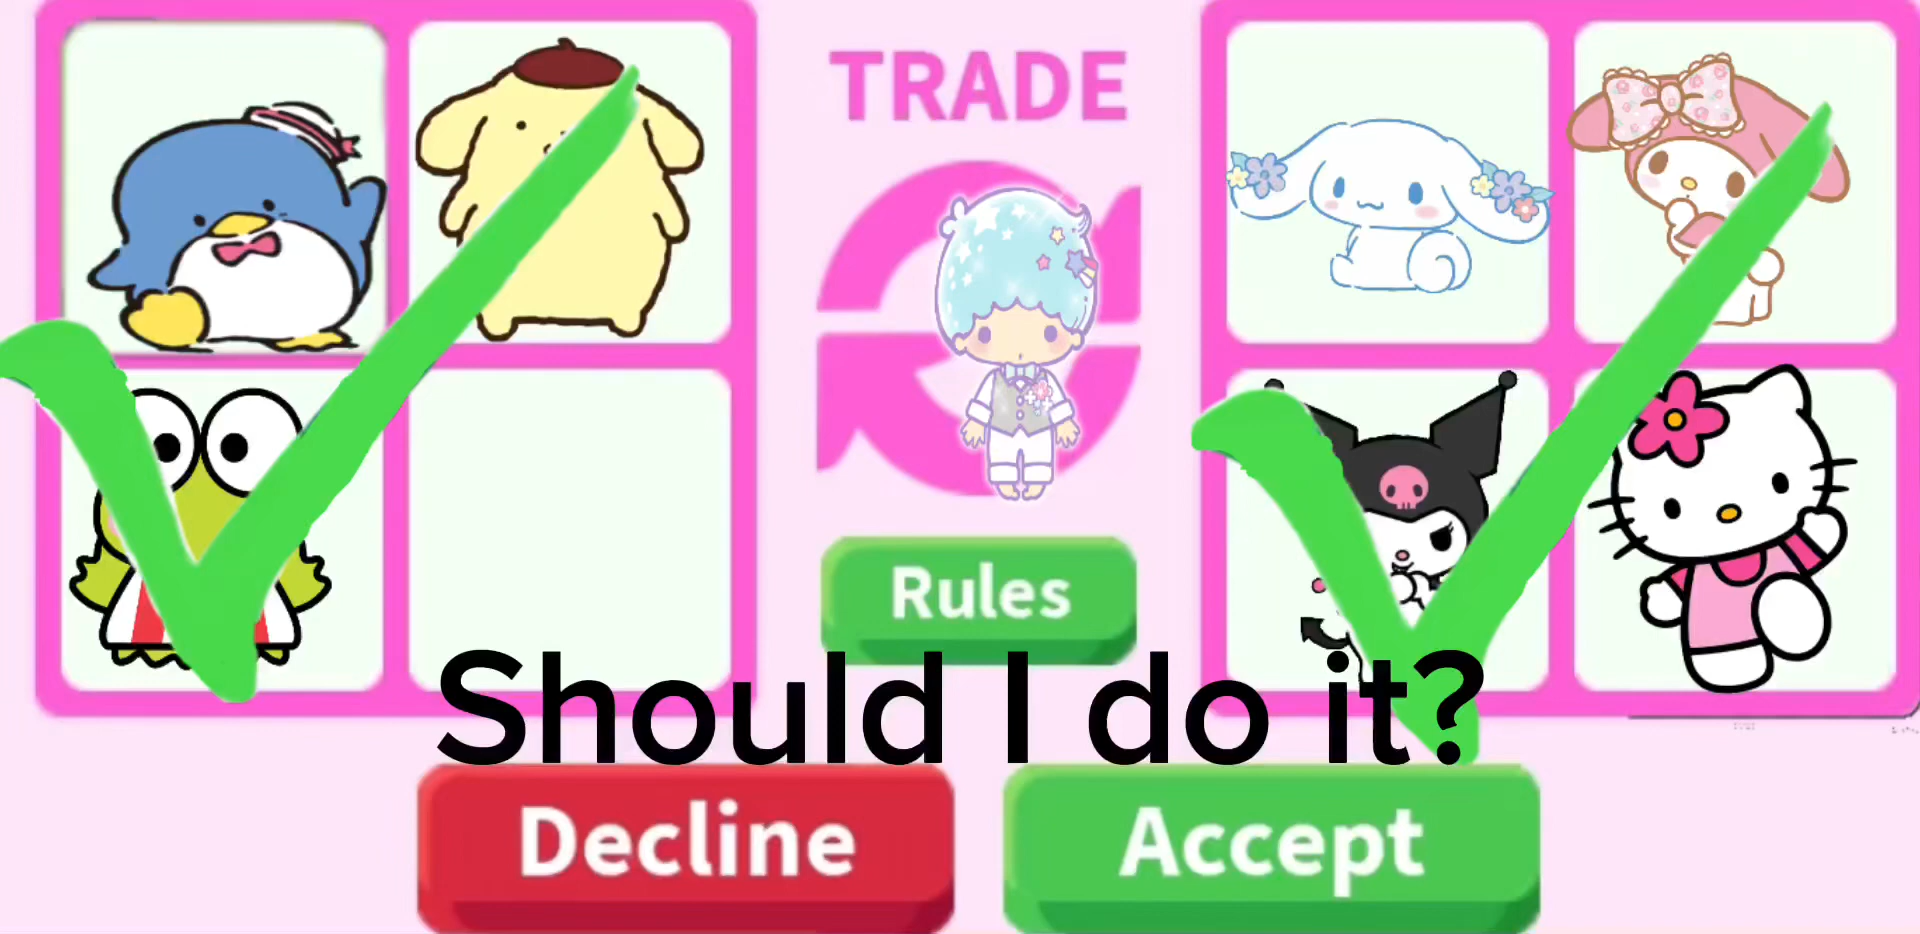 TRADE
Rules
Should I do it?
Decline
Accept